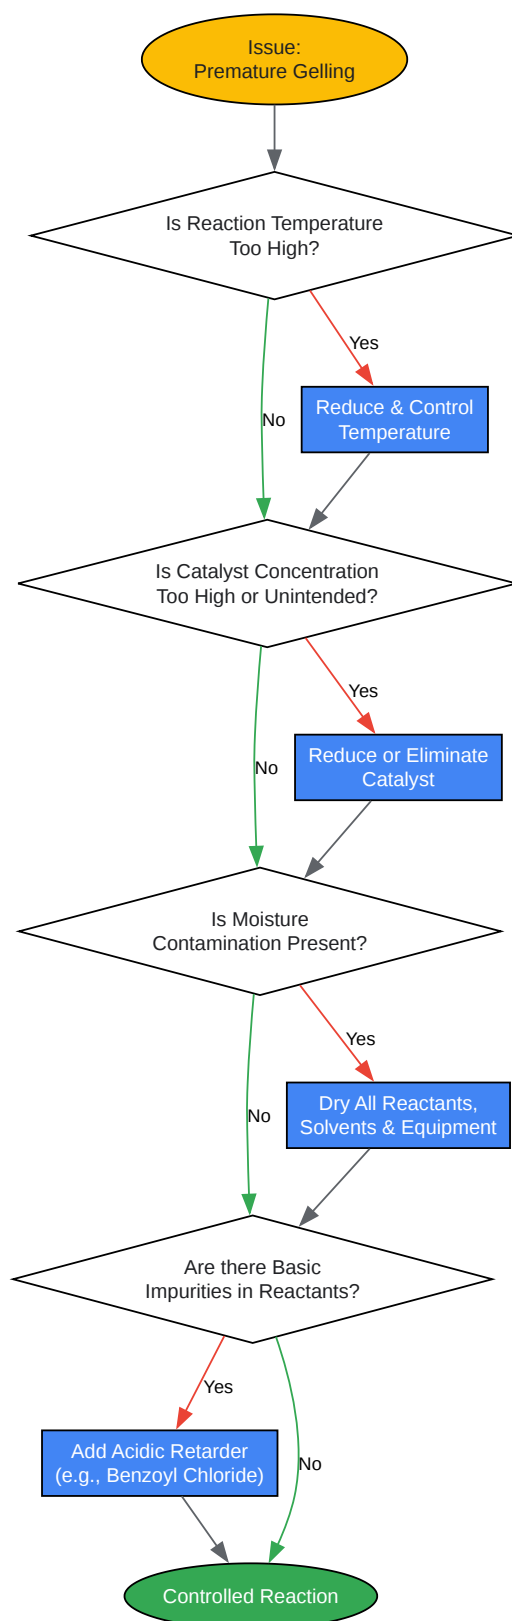 Issue:
Premature Gelling
Is Reaction Temperature
Too High?
Yes
No
Reduce & Control
Temperature
Is Catalyst Concentration
Too High or Unintended?
Yes
No
Reduce or Eliminate
Catalyst
Is Moisture
Contamination Present?
Yes
No
Dry All Reactants,
Solvents & Equipment
Are there Basic
Impurities in Reactants?
Yes
Add Acidic Retarder
(e.g., Benzoyl Chloride)
No
Controlled Reaction